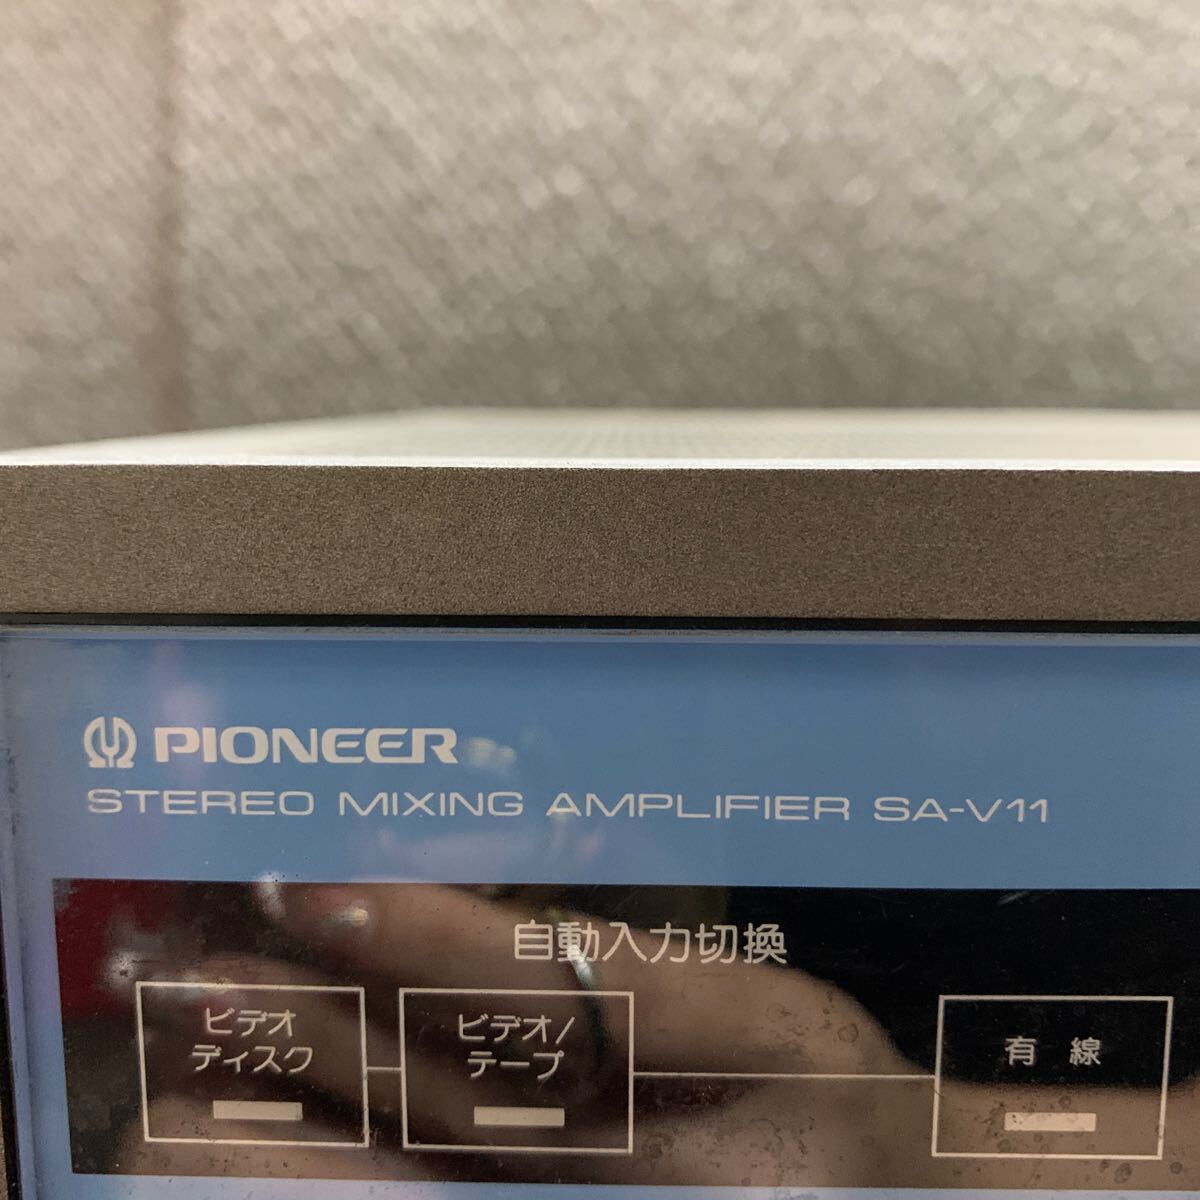 PIONEER
STEREO MIXING AMPLIFIER SA-V11
自動入力切換
ビデオ
ディスク
ビデオ/
テープ
有線